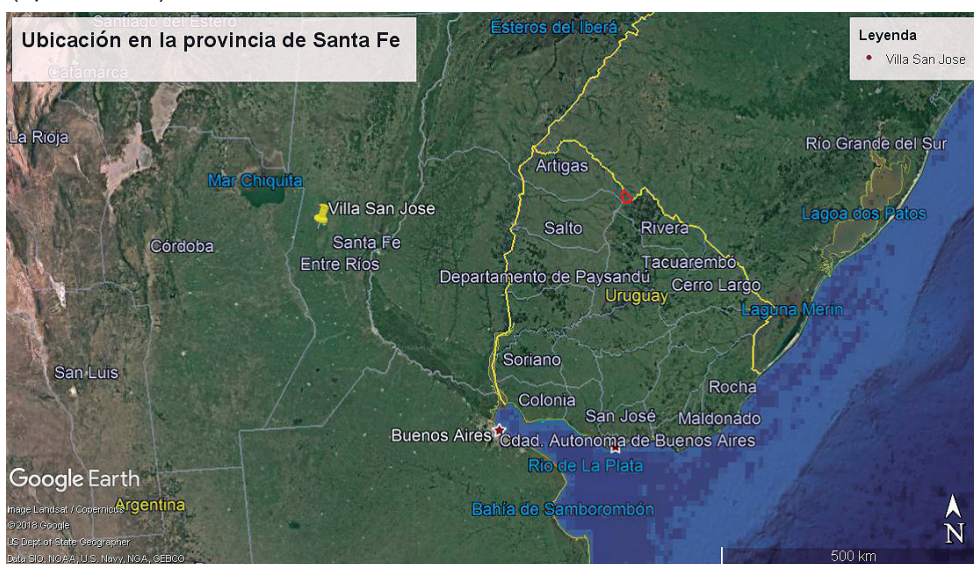 Santiago del Estero
Esteros del Iberá
Ubicación en la provincia de Santa Fe
Leyenda
Villa San Jose
Catamarca
La Rioja
Río Grande del Sur
Artigas
Mar Chiquita
Villa San Jose
Lagoa dos Patos
Salto
Rivera
Córdoba
Santa Fe
Entre Ríos
Tacuarembó
Departamento de Paysandú
Cerro Largo
Uruguay
Laguna Merin
Soriano
San Luis
Rocha
Colonia
San José
Maldonado
Buenos Aires
Cdad. Autonoma de Buenos Aires
Rio de La Plata
Google Earth
Argentina
Bahía de Samborombón
Image Landsat / Copernicus
© 2018 Google
US Dept of State Geographer
Data SIO, NOAA, U.S. Navy, NGA, GEBCO
N
500 km